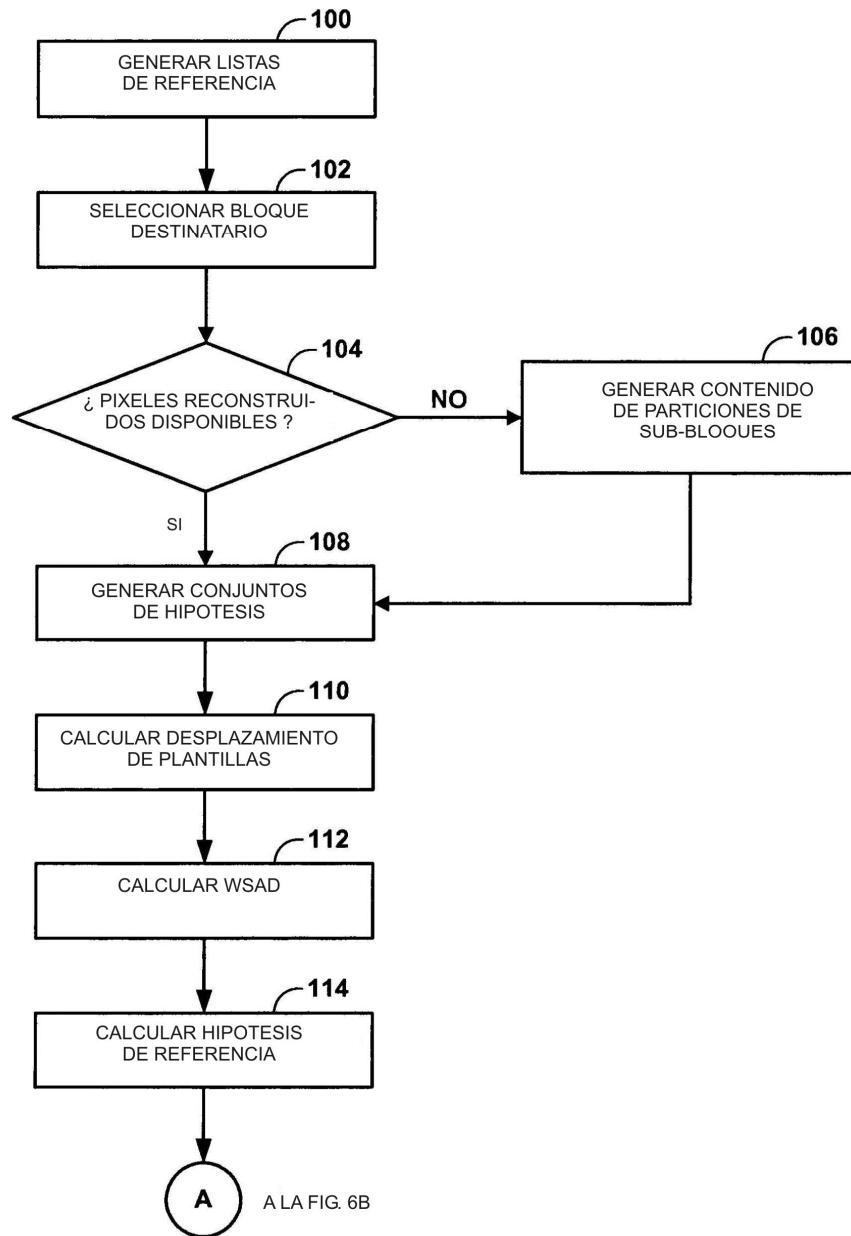 100
GENERAR LISTAS
DE REFERENCIA
102
SELECCIONAR BLOQUE
DESTINATARIO
104
¿ PIXELES RECONSTRUI-
DOS DISPONIBLES ?
NO
106
GENERAR CONTENIDO
DE PARTICIONES DE
SUB-BLOQUES
SI
108
GENERAR CONJUNTOS
DE HIPOTESIS
110
CALCULAR DESPLAZAMIENTO
DE PLANTILLAS
112
CALCULAR WSAD
114
CALCULAR HIPOTESIS
DE REFERENCIA
A
A LA FIG. 6B